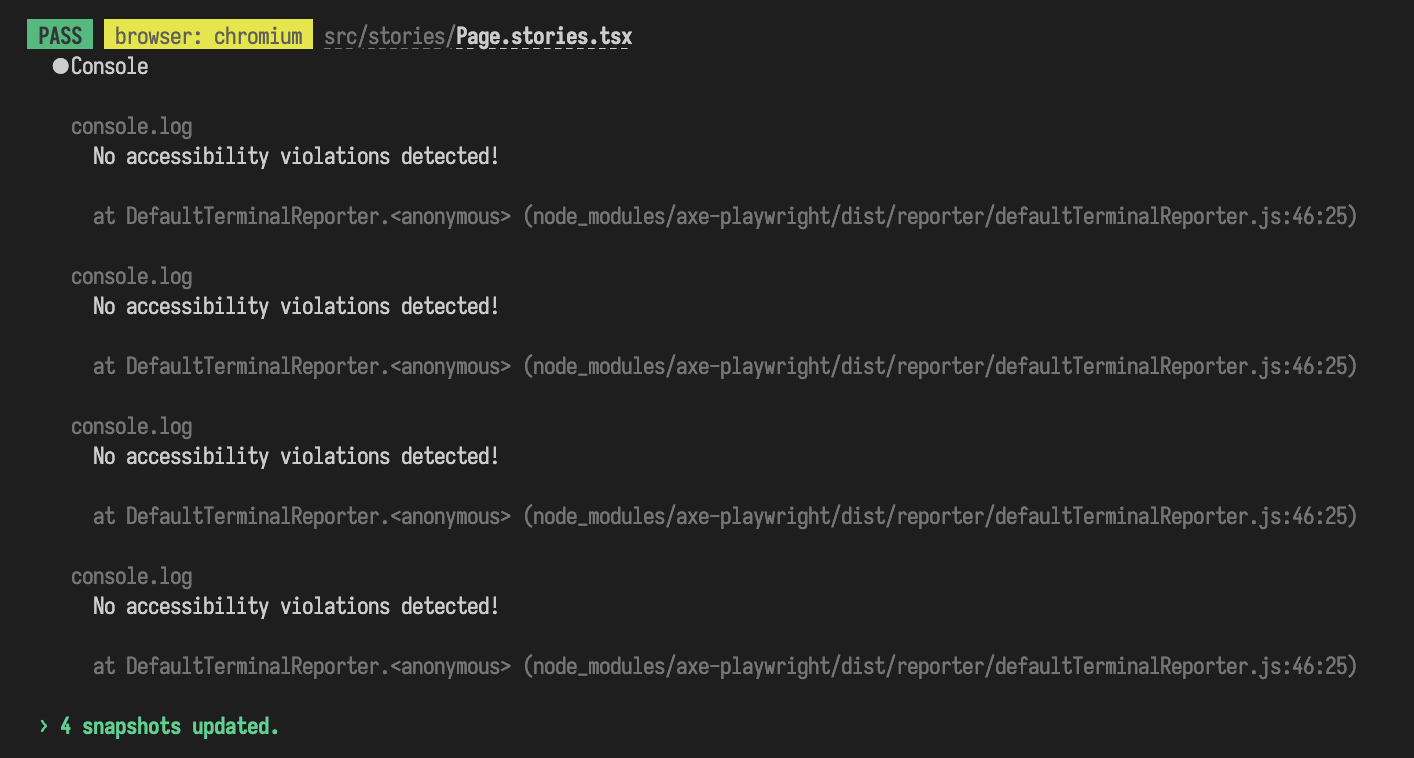 PASS browser: chromium src/stories/Page.stories.tsx
●Console
console.log
No accessibility violations detected!
at DefaultTerminalReporter.<anonymous> (node_modules/axe-playwright/dist/reporter/defaultTerminalReporter.js:46:25)
console.log
No accessibility violations detected!
at DefaultTerminalReporter.<anonymous> (node_modules/axe-playwright/dist/reporter/defaultTerminalReporter.js:46:25)
console.log
No accessibility violations detected!
at DefaultTerminalReporter.<anonymous> (node_modules/axe-playwright/dist/reporter/defaultTerminalReporter.js:46:25)
console.log
No accessibility violations detected!
at DefaultTerminalReporter.<anonymous> (node_modules/axe-playwright/dist/reporter/defaultTerminalReporter.js:46:25)
› 4 snapshots updated.